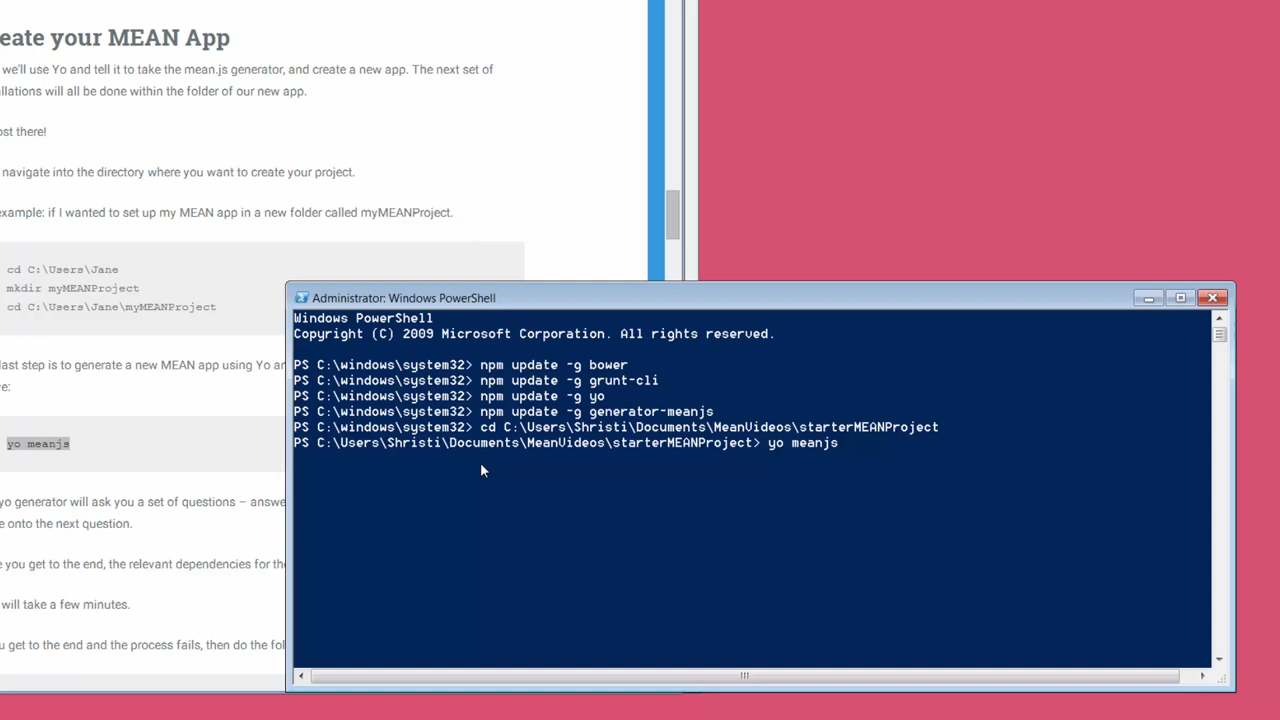 eate your MEAN App
we'll use Yo and tell it to take the mean.js generator, and create a new app. The next set of
allations will all be done within the folder of our new app.
ost there!
navigate into the directory where you want to create your project.
example: if I wanted to set up my MEAN app in a new folder called myMEANProject.
cd C:\Users\Jane
mkdir myMEANProject
cd C:\Users\Jane\myMEANProject
last step is to generate a new MEAN app using Yo an
ve:
yo meanjs
yo generator will ask you a set of questions – answe
e onto the next question.
e you get to the end, the relevant dependencies for the
will take a few minutes.
u get to the end and the process fails, then do the fol
Administrator: Windows PowerShell
Windows PowerShell
Copyright (C) 2009 Microsoft Corporation. All rights reserved.
PS C:\windows\system32> npm update -g bower
PS C:\windows\system32> npm update -g grunt-cli
PS C:\windows\system32> npm update -g yo
PS C:\windows\system32> npm update -g generator-meanjs
PS C:\windows\system32> cd C:\Users\Shristi\Documents\MeanVideos\starterMEANProject
PS C:\Users\Shristi\Documents\MeanVideos\starterMEANProject> yo meanjs